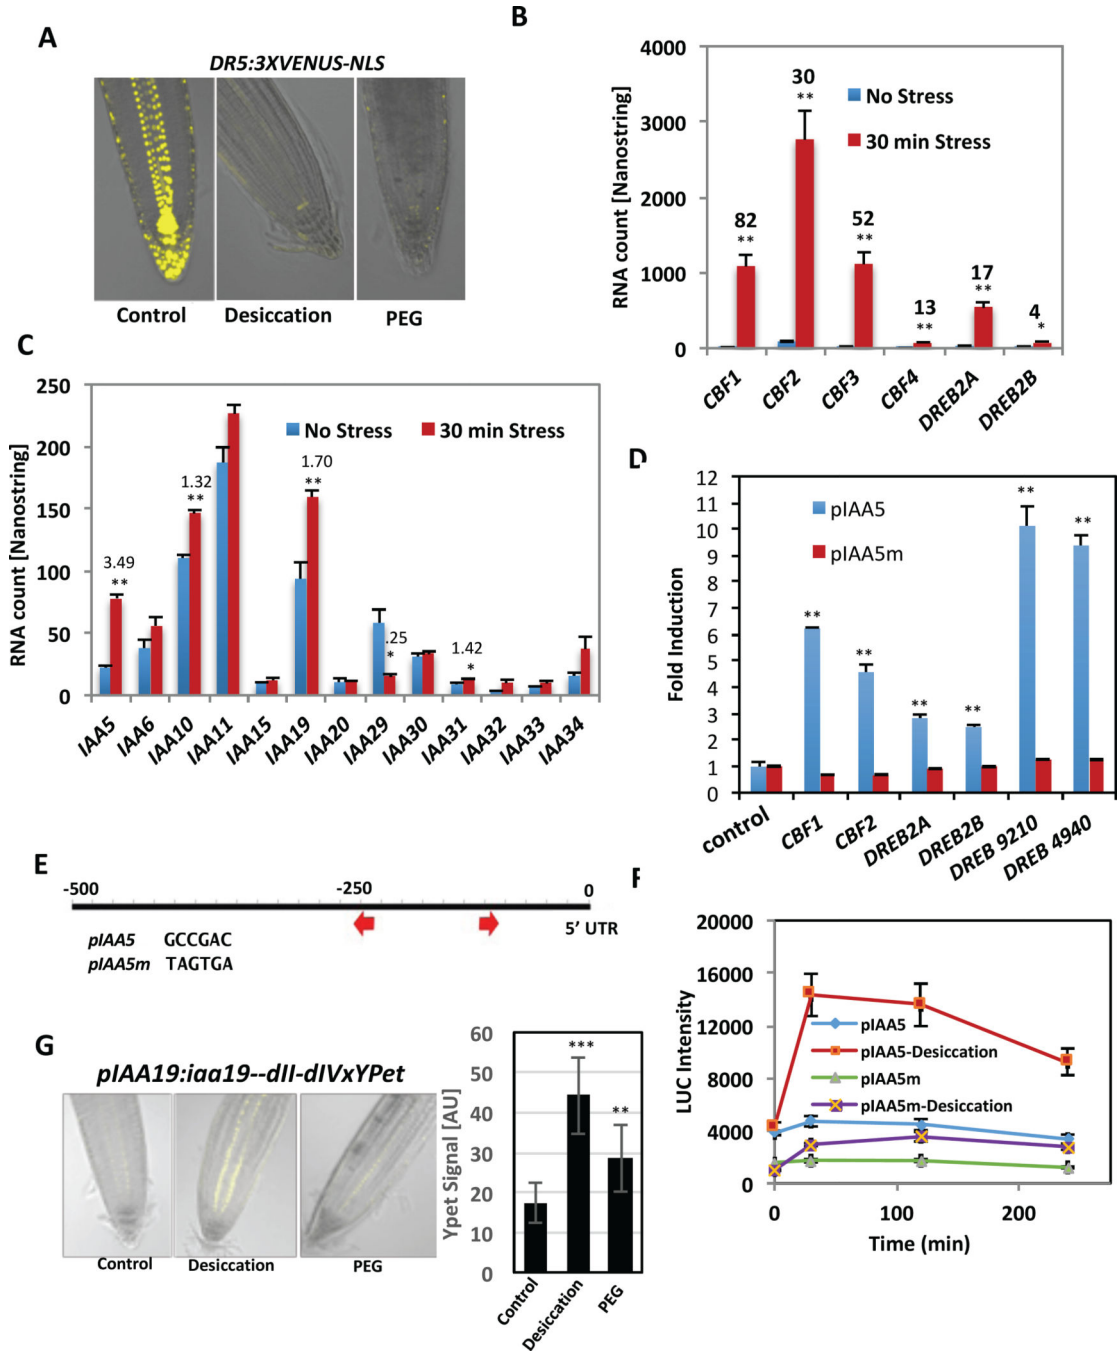 A
DR5:3XVENUS-NLS
Control
Desiccation
PEG
B
RNA count [Nanostring]
4000
3000
2000
1000
0
No Stress
30 min Stress
82
**
30
**
52
**
13
**
17
**
4
*
CBF1
CBF2
CBF3
CBF4
DREB2A
DREB2B
C
RNA count [Nanostring]
250
200
150
100
50
0
No Stress
30 min Stress
3.49
**
1.32
**
1.70
**
.25
*
1.42
*
IAA5
IAA6
IAA10
IAA11
IAA15
IAA19
IAA20
IAA29
IAA30
IAA31
IAA32
IAA33
IAA34
D
Fold Induction
12
11
10
9
8
7
6
5
4
3
2
1
0
pIAA5
pIAA5m
**
**
**
**
**
**
control
CBF1
CBF2
DREB2A
DREB2B
DREB 9210
DREB 4940
E
-500
-250
0
5' UTR
pIAA5 GCCGAC
pIAA5m TAGTGA
F
LUC Intensity
20000
16000
12000
8000
4000
0
pIAA5
pIAA5-Desiccation
pIAA5m
pIAA5m-Desiccation
0
100
200
Time (min)
G
pIAA19:iaa19--dII-dIVxYPet
Control
Desiccation
PEG
Ypet Signal [AU]
60
50
40
30
20
10
0
***
**
Control
Desiccation
PEG